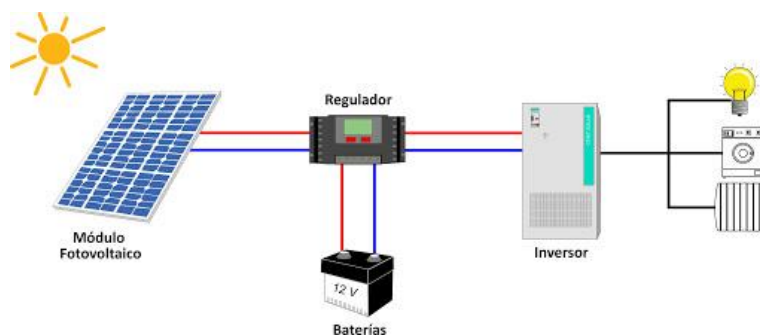 Regulador
Módulo
Fotovoltaico
Inversor
12 V
Baterías